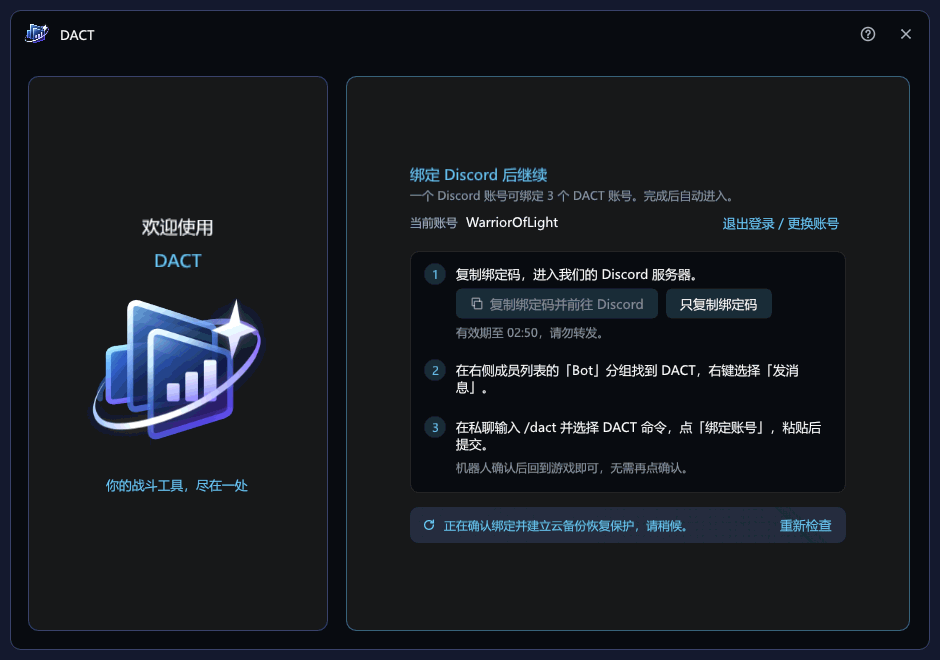 DACT
欢迎使用
DACT
你的战斗工具，尽在一处
绑定 Discord 后继续
一个 Discord 账号可绑定 3 个 DACT 账号。完成后自动进入。
当前账号 WarriorOfLight
退出登录 / 更换账号
1 复制绑定码，进入我们的 Discord 服务器。
复制绑定码并前往 Discord
只复制绑定码
有效期至 02:50，请勿转发。
2 在右侧成员列表的「Bot」分组找到 DACT，右键选择「发消
息」。
3 在私聊输入 /dact 并选择 DACT 命令，点「绑定账号」，粘贴后
提交。
机器人确认后回到游戏即可，无需再点确认。
正在确认绑定并建立云备份恢复保护，请稍候。
重新检查